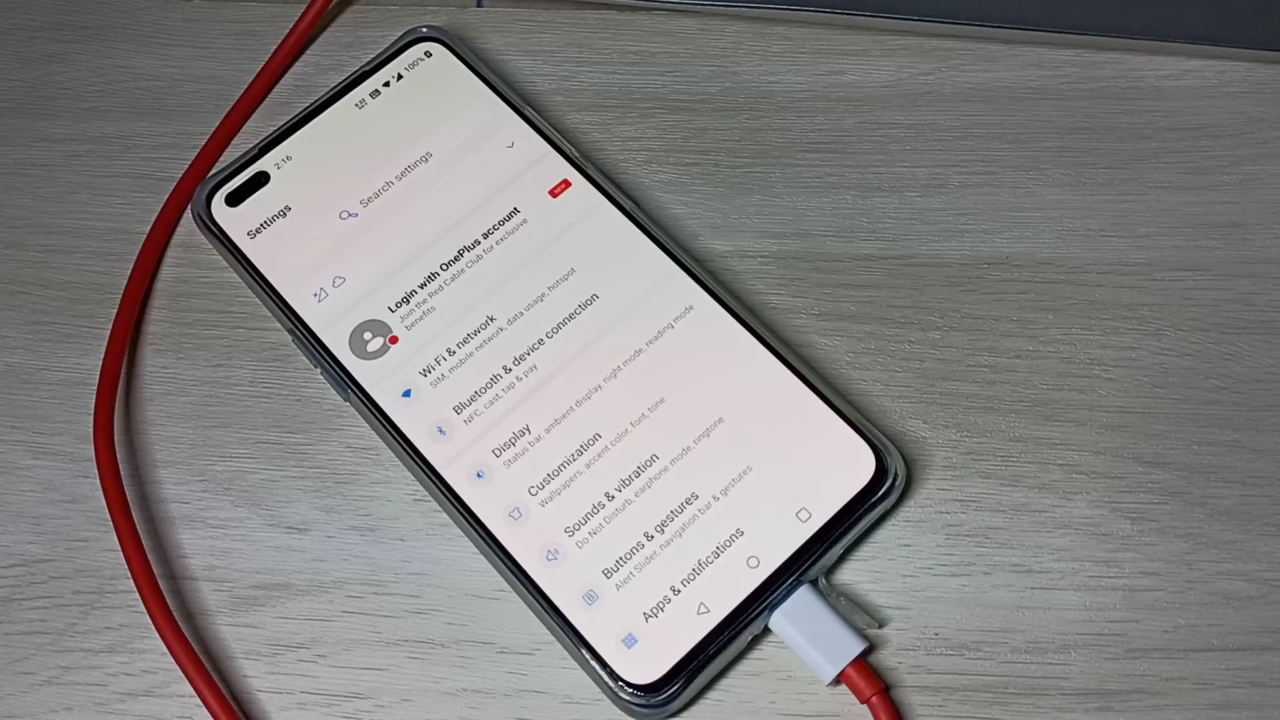 2:16
100%
Settings
Search settings
Login with OnePlus account
Join the Red Cable Club for exclusive
benefits
NEW
Wi-Fi & network
SIM, mobile network, data usage, hotspot
Bluetooth & device connection
NFC, cast, tap & pay
Display
Status bar, ambient display, night mode, reading mode
Customization
Wallpapers, accent color, font, tone
Sounds & vibration
Do Not Disturb, earphone mode, ringtone
Buttons & gestures
Alert Slider, navigation bar & gestures
Apps & notifications